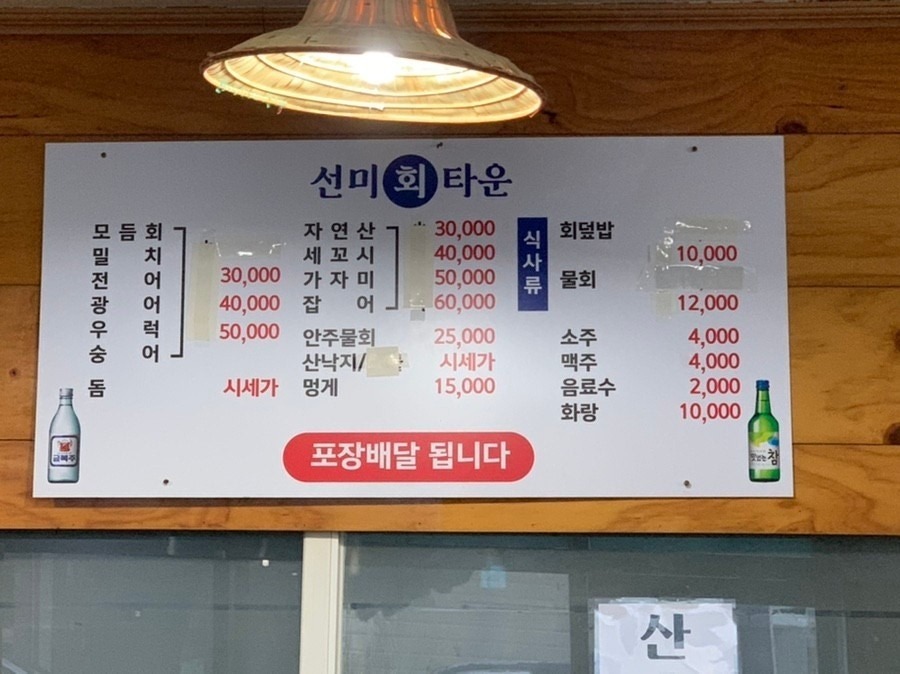 선미 회 타운
모듬회
밀치
전어 30,000
광어 40,000
우럭 50,000
숭어
돔 시세가
자연산 30,000
세꼬시 40,000
가자미 50,000
잡어 60,000
안주물회 25,000
산낙지/ 시세가
멍게 15,000
식사류
회덮밥 10,000
물회 12,000
소주 4,000
맥주 4,000
음료수 2,000
화랑 10,000
포장배달 됩니다
금복주
맛있는 참
산